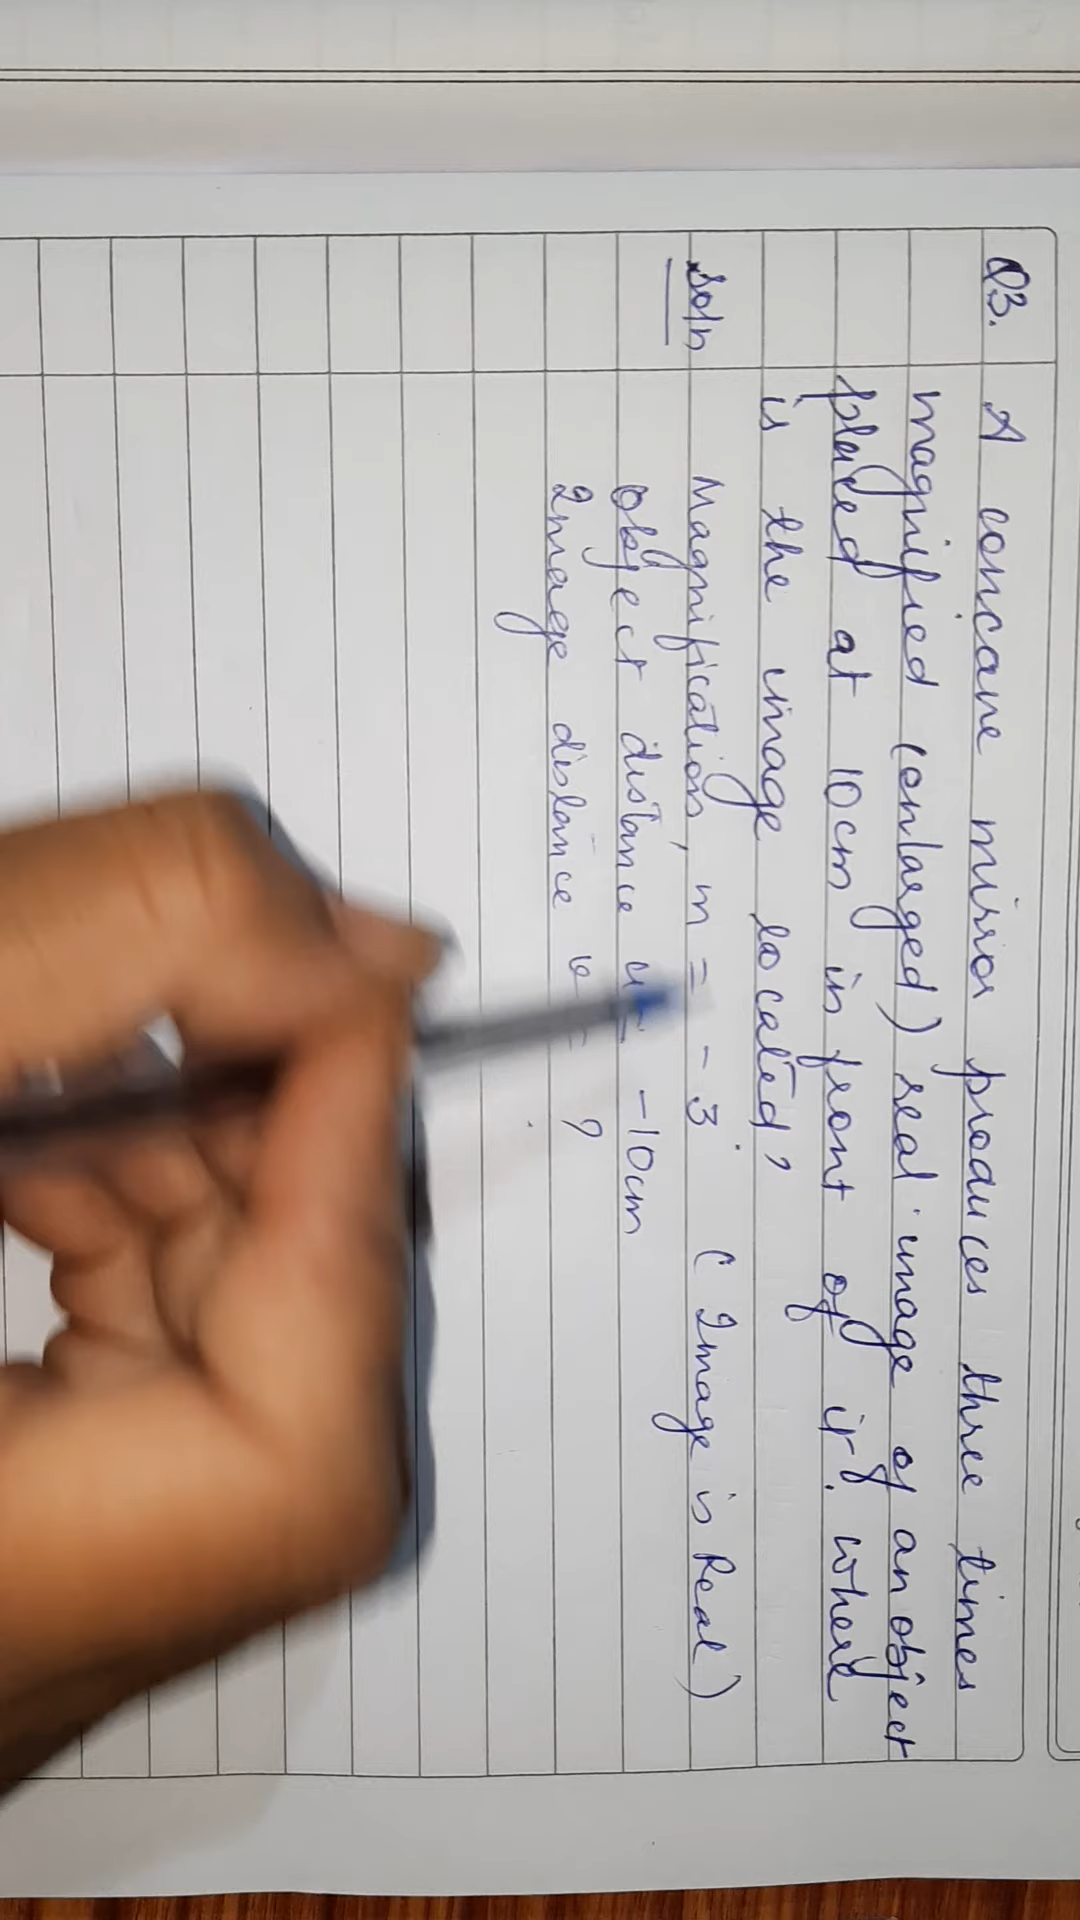 Q3. A concave mirror produces three times
magnified (enlarged) real image of an object
placed at 10cm in front of it. where
is the image located?
soln Magnification, m = - 3 (Image is Real)
object distance u = -10cm
Image distance v = ?